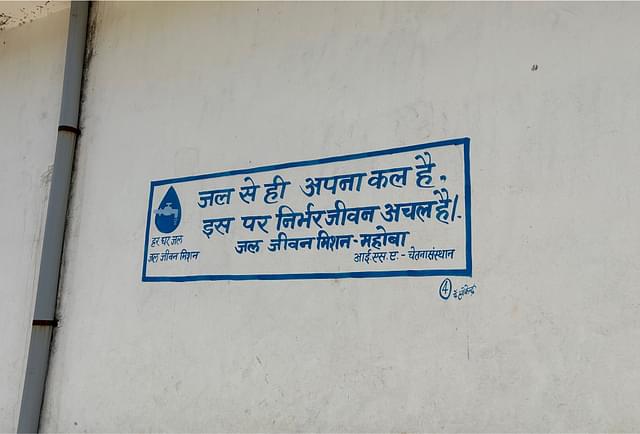 जल से ही अपना कल है,
इस पर निर्भर जीवन अचल है।
जल जीवन मिशन-महोबा
आई.एस.ए.- चेतना संस्थान
हर घर जल
जल जीवन मिशन
4